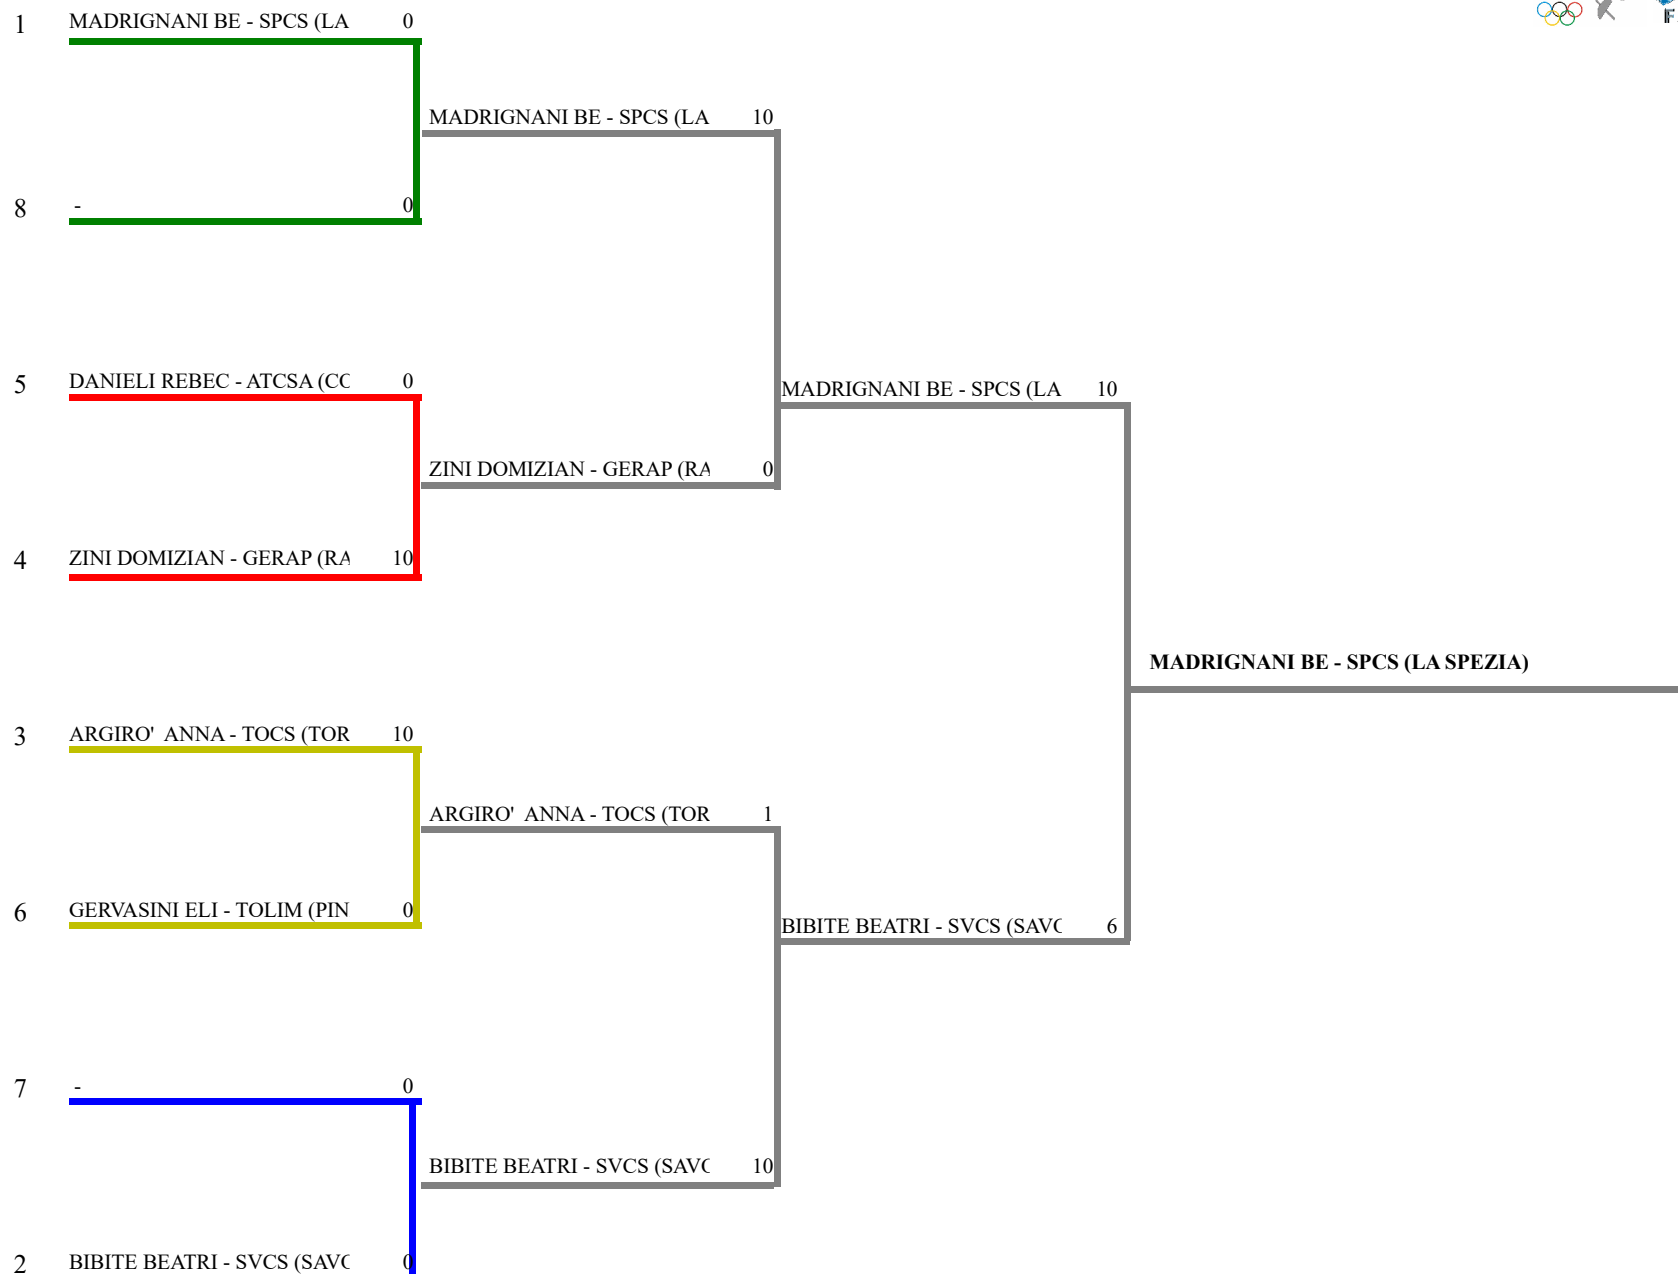 1 MADRIGNANI BE - SPCS (LA 0
MADRIGNANI BE - SPCS (LA 10
8 - 0
5 DANIELI REBEC - ATCSA (CC 0
MADRIGNANI BE - SPCS (LA 10
ZINI DOMIZIAN - GERAP (RA 0
4 ZINI DOMIZIAN - GERAP (RA 10
MADRIGNANI BE - SPCS (LA SPEZIA)
3 ARGIRO' ANNA - TOCS (TOR 10
ARGIRO' ANNA - TOCS (TOR 1
6 GERVASINI ELI - TOLIM (PIN 0
BIBITE BEATRI - SVCS (SAVC 6
7 - 0
BIBITE BEATRI - SVCS (SAVC 10
2 BIBITE BEATRI - SVCS (SAVC 0